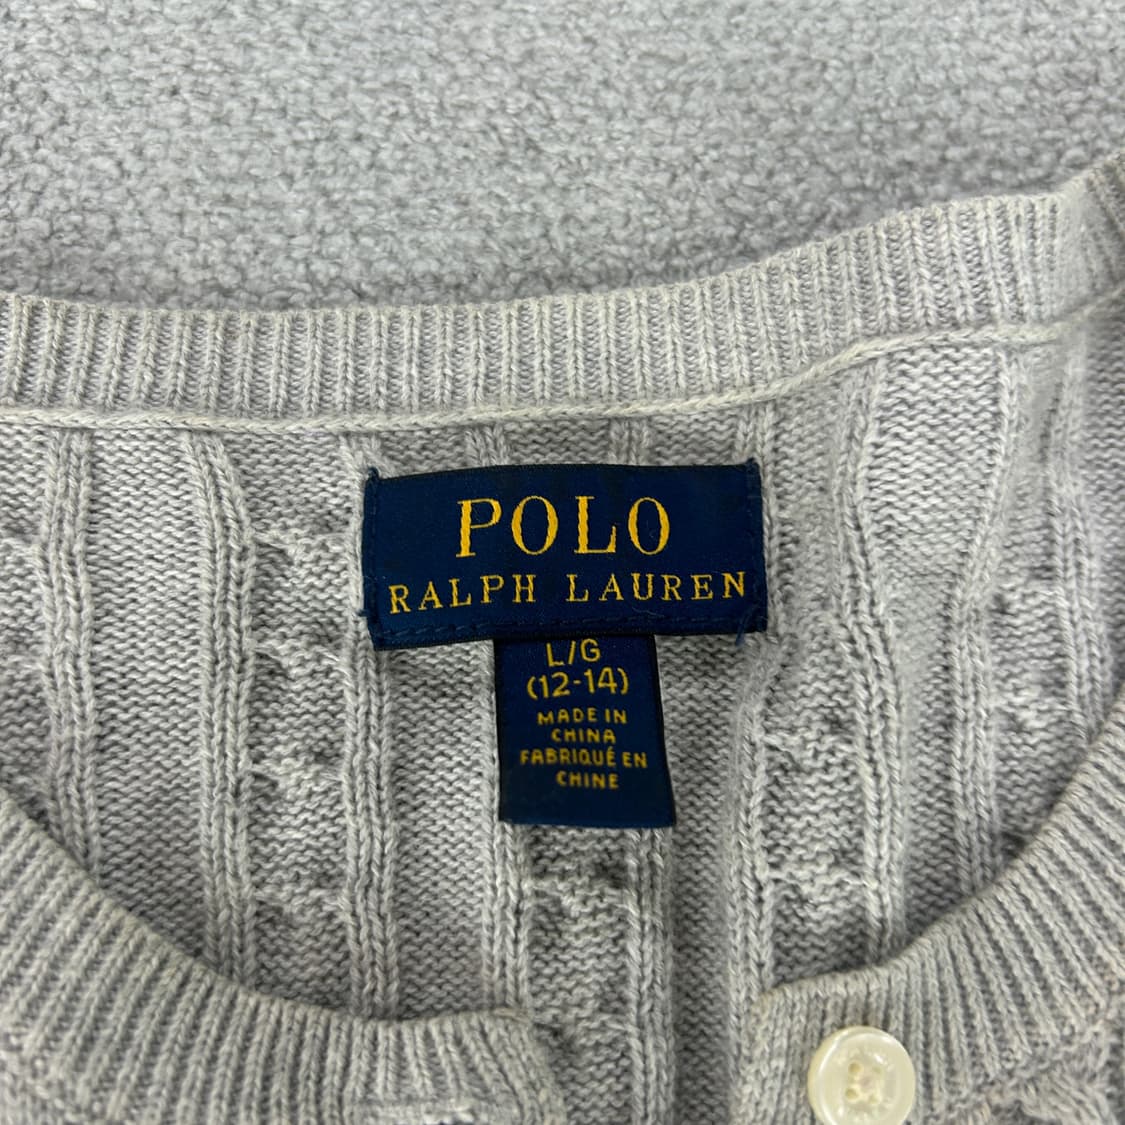 POLO
RALPH LAUREN
L/G
(12-14)
MADE IN
CHINA
FABRIQUÉ EN
CHINE